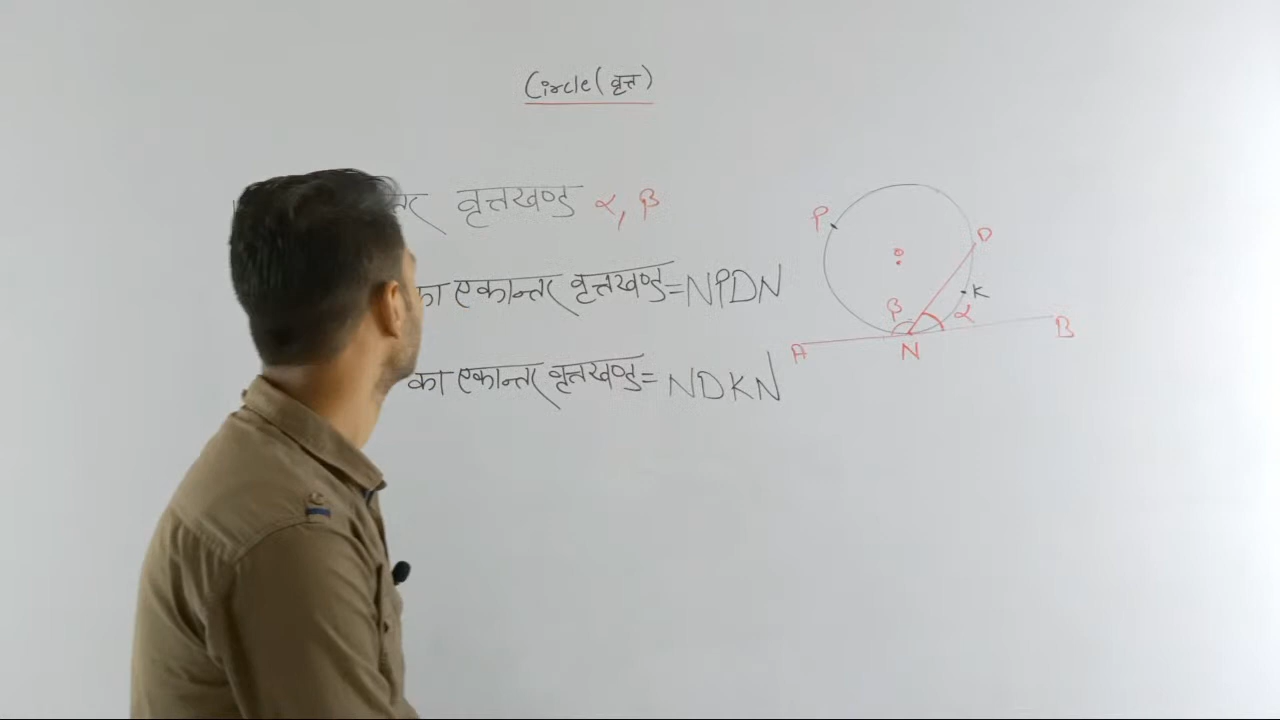 Circle (वृत्त)
वृत्तखण्ड α, β
का एकान्तर वृत्तखण्ड = NPDN
का एकान्तर वृत्तखण्ड = NDKN
P
D
O
K
β
α
A
N
B